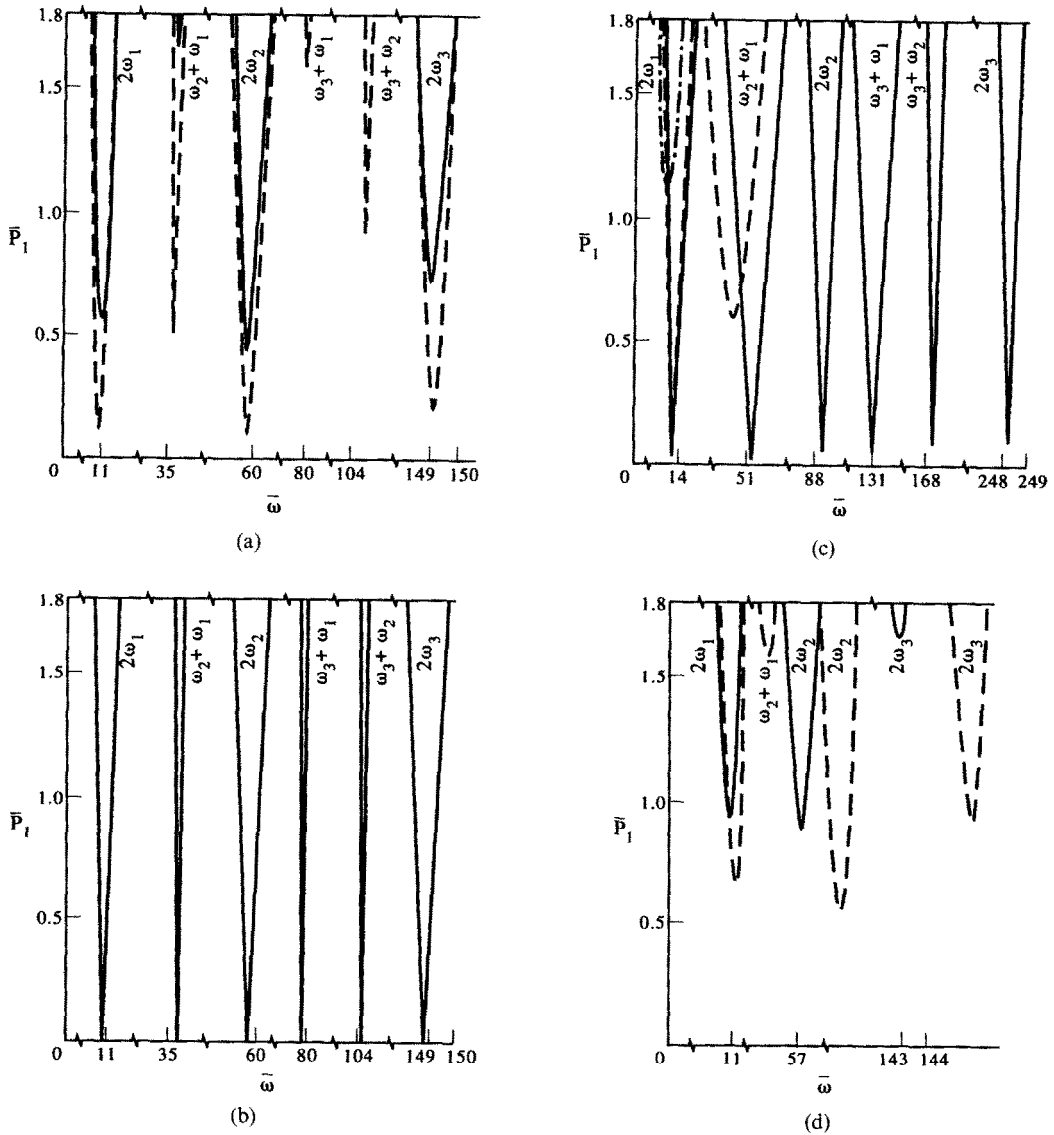 1.8
1.5
1.0
0.5
0
P̄₁
2ω₁
ω₂ + ω₁
2ω₂
ω₃ + ω₁
ω₃ + ω₂
2ω₃
11 35 60 80 104 149 150
ω̄
(a)
1.8
1.5
1.0
0.5
0
P̄₁
2ω₁
ω₂ + ω₁
2ω₂
ω₃ + ω₁
ω₃ + ω₂
2ω₃
14 51 88 131 168 248 249
ω̄
(c)
1.8
1.5
1.0
0.5
0
2ω₁
ω₂ + ω₁
2ω₂
ω₃ + ω₁
ω₃ + ω₂
2ω₃
11 35 60 80 104 149 150
ω̄
(b)
1.8
1.5
1.0
0.5
0
P̄₁
2ω₁
ω₂ + ω₁
2ω₂
2ω₂
2ω₃
2ω₃
11 57 143 144
ω̄
(d)